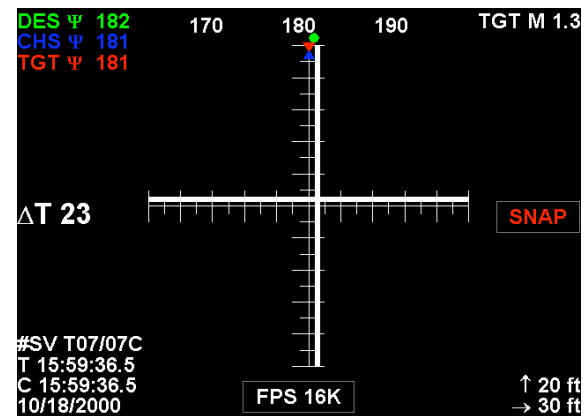 DES Ψ 182
170 180 190
TGT M 1.3
CHS Ψ 181
TGT Ψ 181
ΔT 23
SNAP
#SV T07/07C
T 15:59:36.5
C 15:59:36.5
10/18/2000
FPS 16K
↑ 20 ft
→ 30 ft